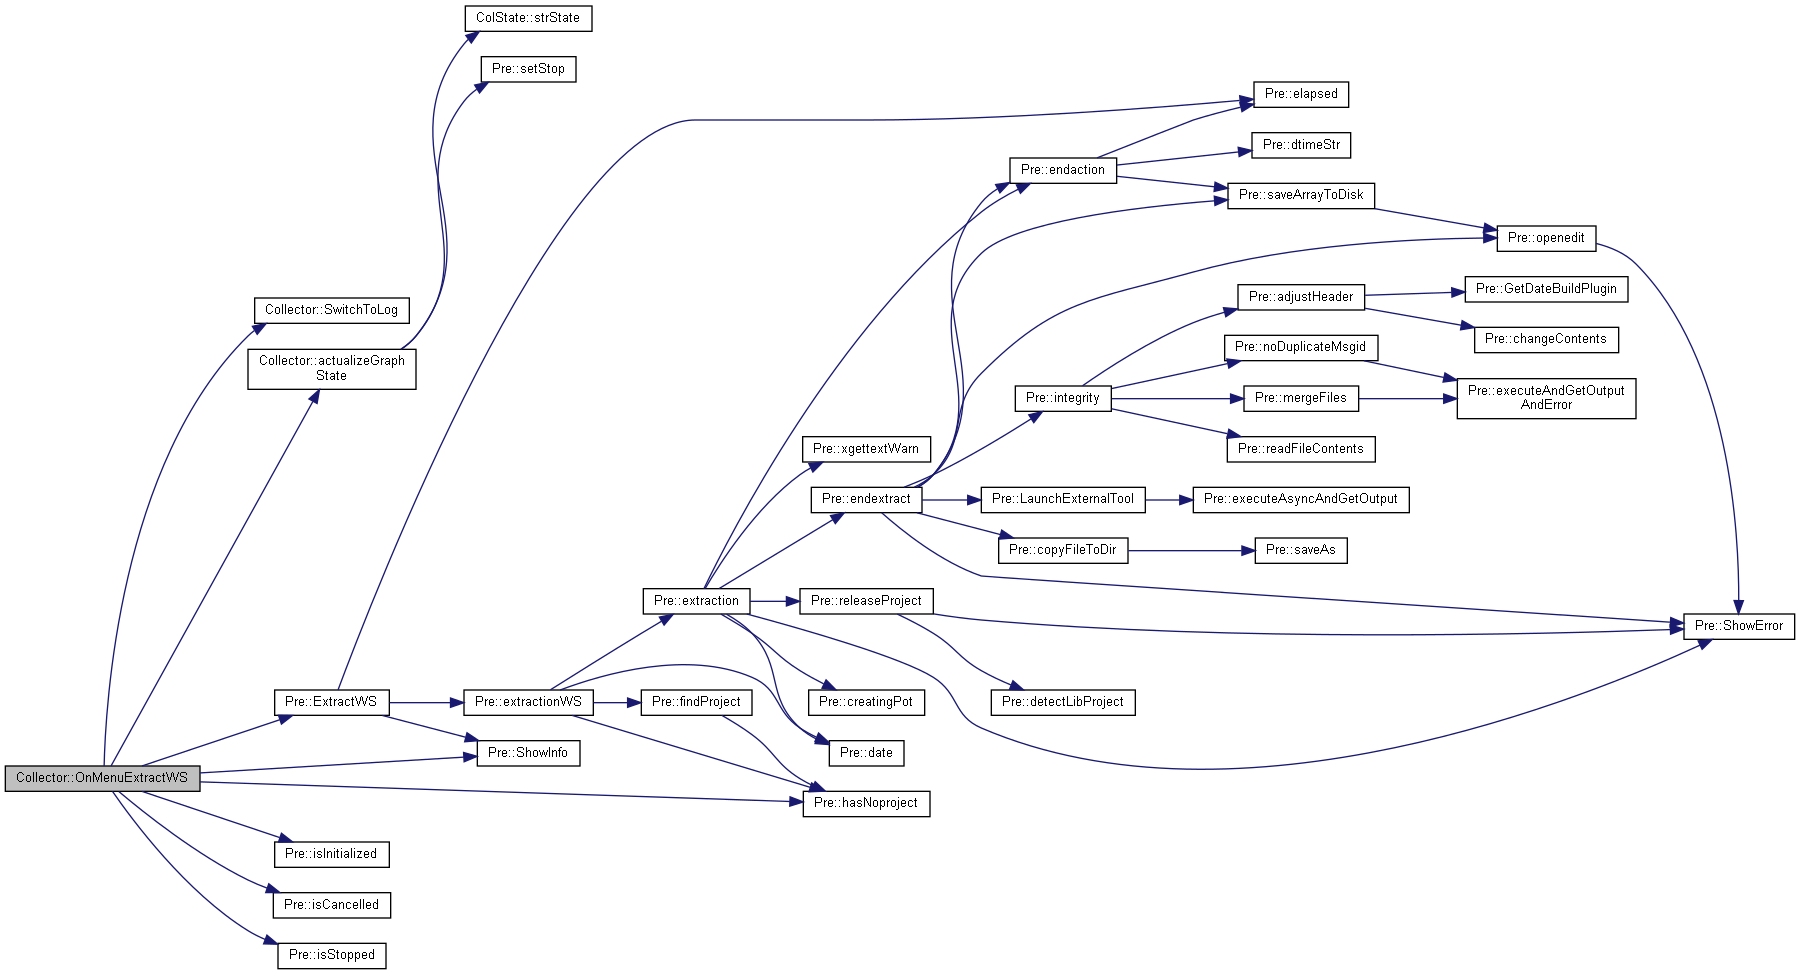 ColState::strState
Pre::setStop
Pre::elapsed
Pre::dtimeStr
Pre::endaction
Pre::saveArrayToDisk
Pre::openedit
Pre::GetDateBuildPlugin
Pre::adjustHeader
Collector::SwitchToLog
Pre::changeContents
Pre::noDuplicateMsgid
Collector::actualizeGraph
State
Pre::executeAndGetOutput
AndError
Pre::integrity
Pre::mergeFiles
Pre::xgettextWarn
Pre::readFileContents
Pre::endextract
Pre::LaunchExternalTool
Pre::executeAsyncAndGetOutput
Pre::copyFileToDir
Pre::saveAs
Pre::extraction
Pre::releaseProject
Pre::ShowError
Pre::ExtractWS
Pre::extractionWS
Pre::findProject
Pre::creatingPot
Pre::detectLibProject
Pre::ShowInfo
Pre::date
Collector::OnMenuExtractWS
Pre::hasNoproject
Pre::isInitialized
Pre::isCancelled
Pre::isStopped